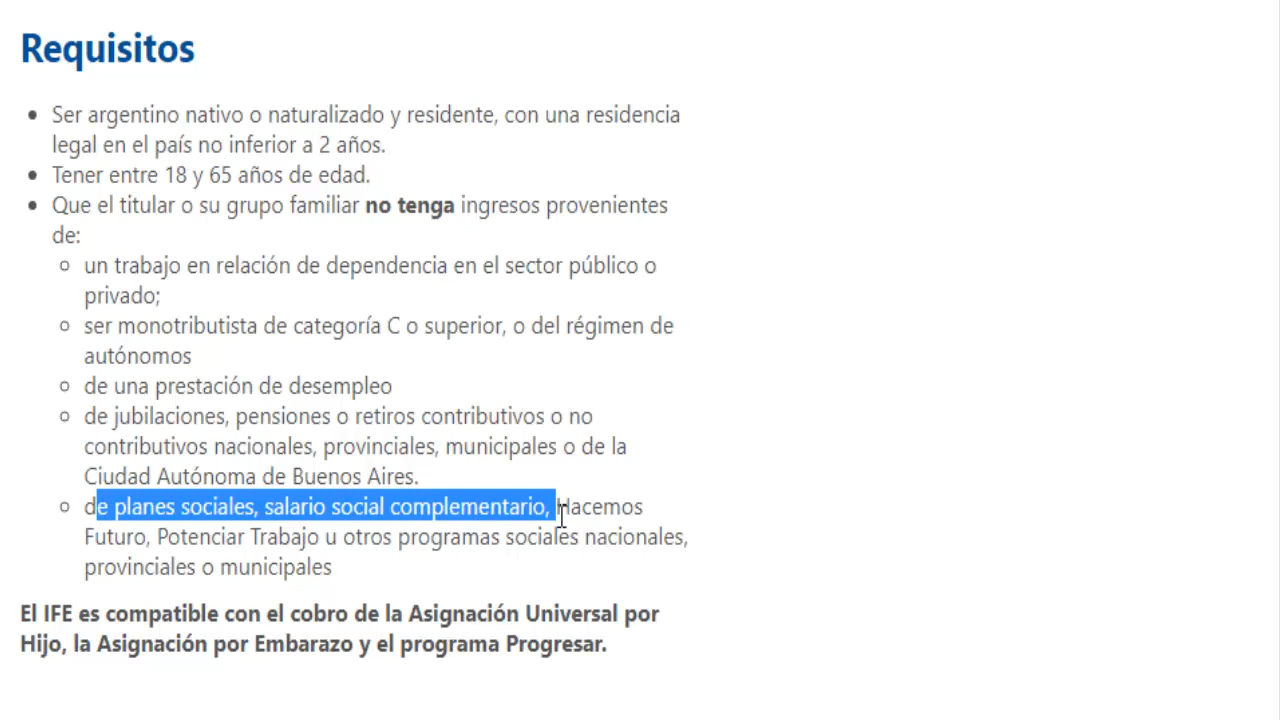 Requisitos
Ser argentino nativo o naturalizado y residente, con una residencia
legal en el país no inferior a 2 años.
Tener entre 18 y 65 años de edad.
Que el titular o su grupo familiar no tenga ingresos provenientes
de:
un trabajo en relación de dependencia en el sector público o
privado;
ser monotributista de categoría C o superior, o del régimen de
autónomos
de una prestación de desempleo
de jubilaciones, pensiones o retiros contributivos o no
contributivos nacionales, provinciales, municipales o de la
Ciudad Autónoma de Buenos Aires.
de planes sociales, salario social complementario, Hacemos
Futuro, Potenciar Trabajo u otros programas sociales nacionales,
provinciales o municipales
El IFE es compatible con el cobro de la Asignación Universal por
Hijo, la Asignación por Embarazo y el programa Progresar.